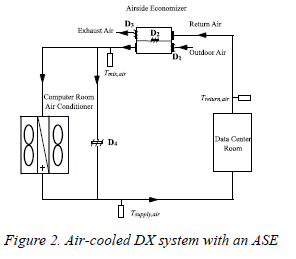 Airside Economizer
D3
Exhaust Air
D2
Return Air
Outdoor Air
D1
Tmix,air
Treturn,air
Computer Room
Air Conditioner
D4
Data Center
Room
Tsupply,air
Figure 2. Air-cooled DX system with an ASE